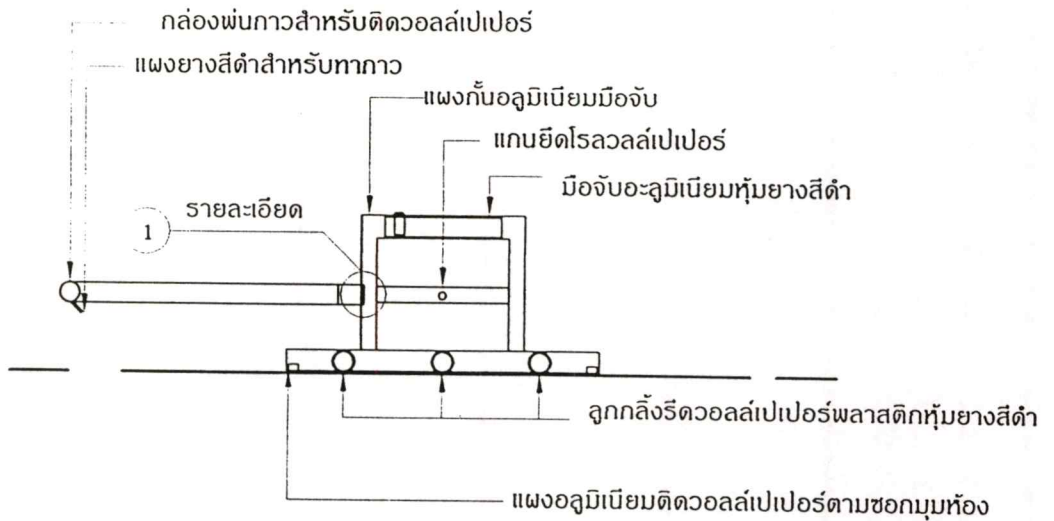 กล่องพ่นกาวสำหรับติดวอลล์เปเปอร์
แผงยางสีดำสำหรับทากาว
แผงกั้นอลูมิเนียมมือจับ
แกนยึดโรลวลล์เปเปอร์
มือจับอะลูมิเนียมหุ้มยางสีดำ
รายละเอียด
1
ลูกกลิ้งรีดวอลล์เปเปอร์พลาสติกหุ้มยางสีดำ
แผงอลูมิเนียมติดวอลล์เปเปอร์ตามซอกมุมห้อง